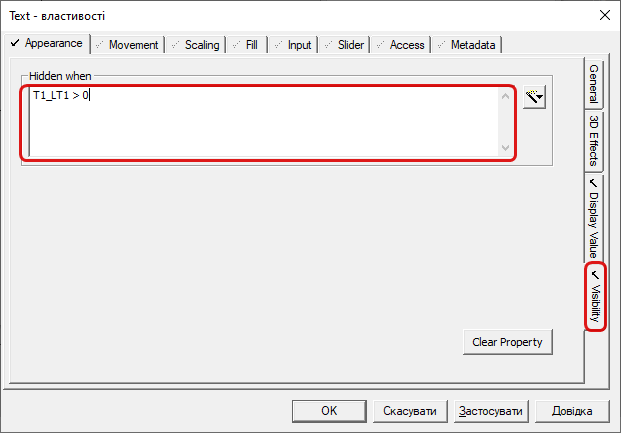 Text - властивості
Appearance Movement Scaling Fill Input Slider Access Metadata
Hidden when
T1_LT1 > 0
General
3D Effects
Display Value
Visibility
Clear Property
OK Скасувати Застосувати Довідка